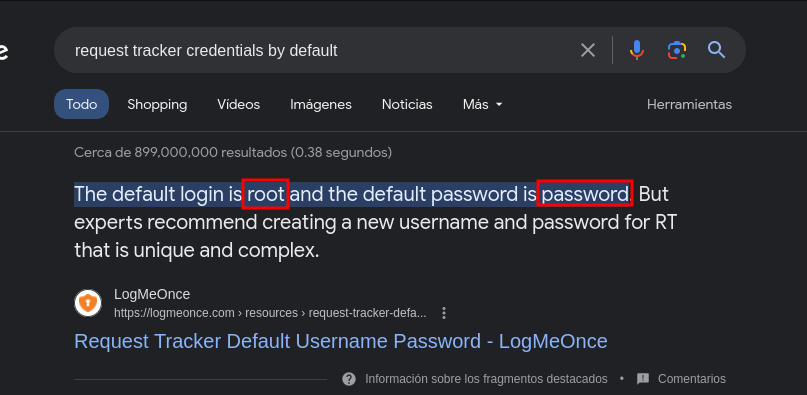 e
request tracker credentials by default
Todo Shopping Vídeos Imágenes Noticias Más Herramientas
Cerca de 899,000,000 resultados (0.38 segundos)
The default login is root and the default password is password. But
experts recommend creating a new username and password for RT
that is unique and complex.
LogMeOnce
https://logmeonce.com › resources › request-tracker-defa...
Request Tracker Default Username Password - LogMeOnce
Información sobre los fragmentos destacados • Comentarios